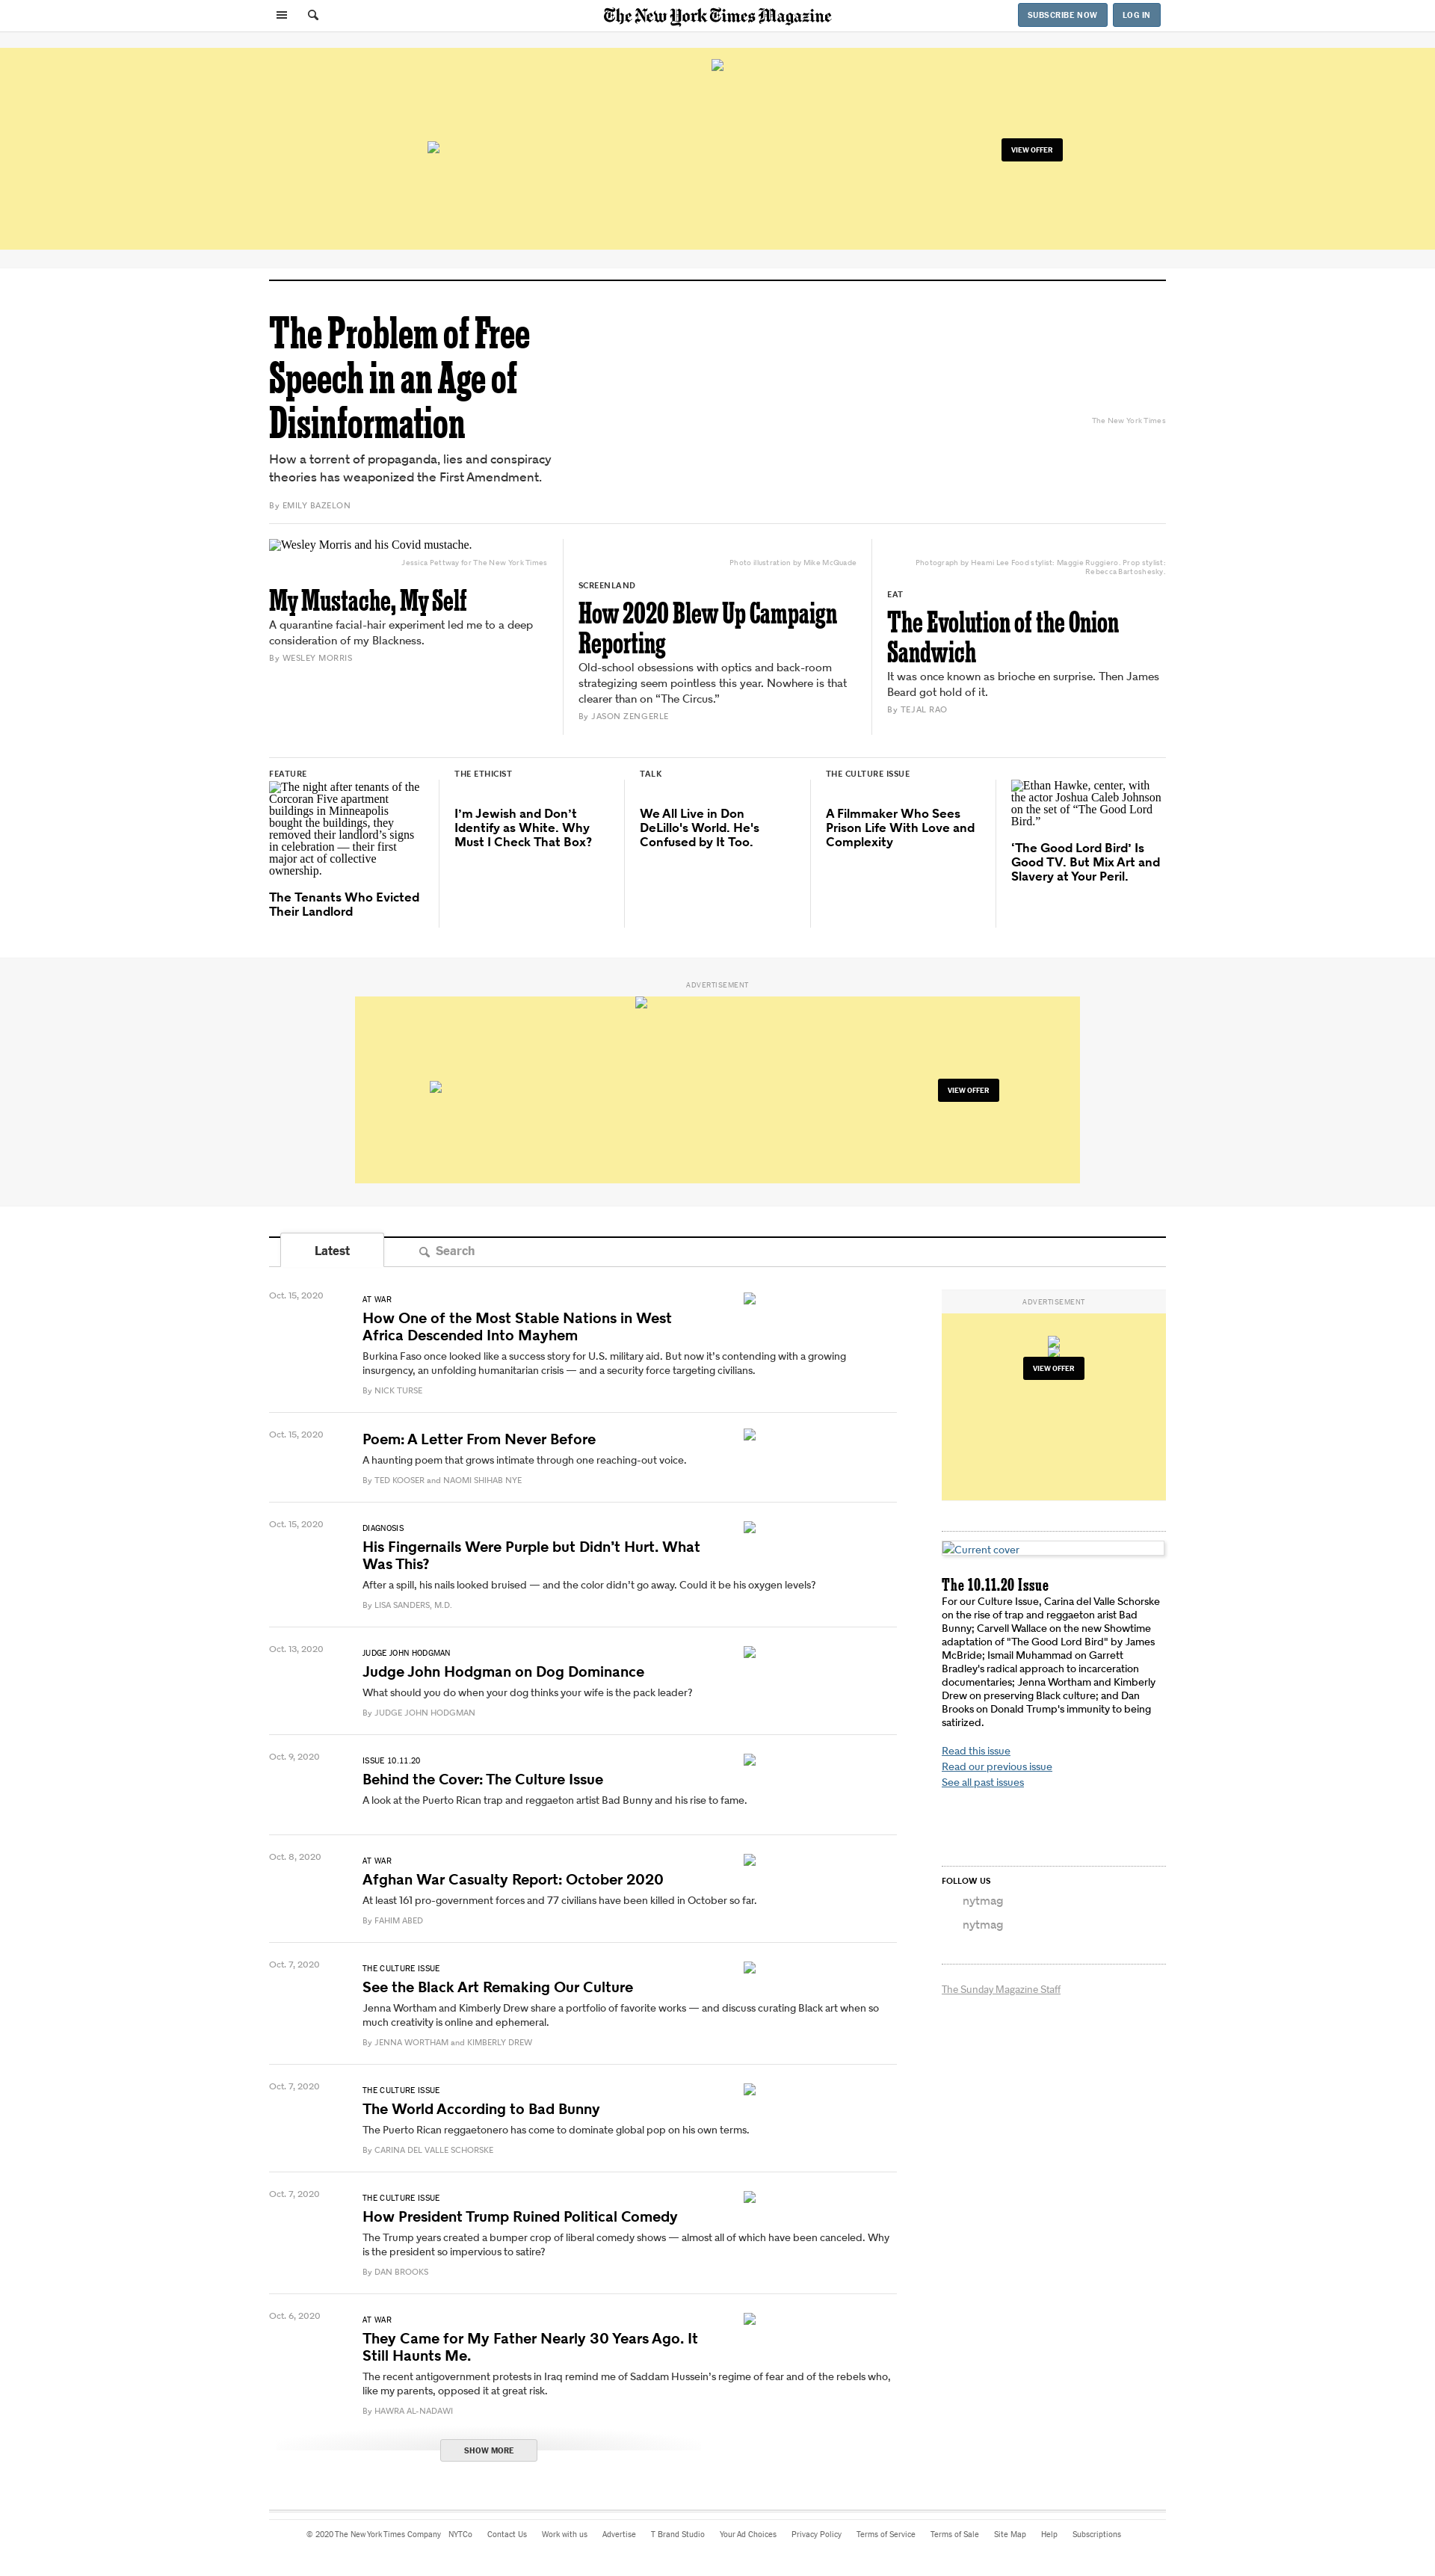 The New York Times Magazine
SUBSCRIBE NOW
LOG IN
VIEW OFFER
The Problem of Free
Speech in an Age of
Disinformation
How a torrent of propaganda, lies and conspiracy
theories has weaponized the First Amendment.
By EMILY BAZELON
The New York Times
Wesley Morris and his Covid mustache.
Jessica Pettway for The New York Times
My Mustache, My Self
A quarantine facial-hair experiment led me to a deep
consideration of my Blackness.
By WESLEY MORRIS
Photo illustration by Mike McQuade
SCREENLAND
How 2020 Blew Up Campaign
Reporting
Old-school obsessions with optics and back-room
strategizing seem pointless this year. Nowhere is that
clearer than on “The Circus.”
By JASON ZENGERLE
Photograph by Heami Lee Food stylist: Maggie Ruggiero. Prop stylist:
Rebecca Bartoshesky.
EAT
The Evolution of the Onion
Sandwich
It was once known as brioche en surprise. Then James
Beard got hold of it.
By TEJAL RAO
FEATURE
The night after tenants of the
Corcoran Five apartment
buildings in Minneapolis
bought the buildings, they
removed their landlord’s signs
in celebration — their first
major act of collective
ownership.
The Tenants Who Evicted
Their Landlord
THE ETHICIST
I’m Jewish and Don’t
Identify as White. Why
Must I Check That Box?
TALK
We All Live in Don
DeLillo's World. He's
Confused by It Too.
THE CULTURE ISSUE
A Filmmaker Who Sees
Prison Life With Love and
Complexity
Ethan Hawke, center, with
the actor Joshua Caleb Johnson
on the set of “The Good Lord
Bird.”
‘The Good Lord Bird’ Is
Good TV. But Mix Art and
Slavery at Your Peril.
ADVERTISEMENT
VIEW OFFER
Latest
Search
Oct. 15, 2020
AT WAR
How One of the Most Stable Nations in West
Africa Descended Into Mayhem
Burkina Faso once looked like a success story for U.S. military aid. But now it’s contending with a growing
insurgency, an unfolding humanitarian crisis — and a security force targeting civilians.
By NICK TURSE
Oct. 15, 2020
Poem: A Letter From Never Before
A haunting poem that grows intimate through one reaching-out voice.
By TED KOOSER and NAOMI SHIHAB NYE
Oct. 15, 2020
DIAGNOSIS
His Fingernails Were Purple but Didn’t Hurt. What
Was This?
After a spill, his nails looked bruised — and the color didn’t go away. Could it be his oxygen levels?
By LISA SANDERS, M.D.
Oct. 13, 2020
JUDGE JOHN HODGMAN
Judge John Hodgman on Dog Dominance
What should you do when your dog thinks your wife is the pack leader?
By JUDGE JOHN HODGMAN
Oct. 9, 2020
ISSUE 10.11.20
Behind the Cover: The Culture Issue
A look at the Puerto Rican trap and reggaeton artist Bad Bunny and his rise to fame.
Oct. 8, 2020
AT WAR
Afghan War Casualty Report: October 2020
At least 161 pro-government forces and 77 civilians have been killed in October so far.
By FAHIM ABED
Oct. 7, 2020
THE CULTURE ISSUE
See the Black Art Remaking Our Culture
Jenna Wortham and Kimberly Drew share a portfolio of favorite works — and discuss curating Black art when so
much creativity is online and ephemeral.
By JENNA WORTHAM and KIMBERLY DREW
Oct. 7, 2020
THE CULTURE ISSUE
The World According to Bad Bunny
The Puerto Rican reggaetonero has come to dominate global pop on his own terms.
By CARINA DEL VALLE SCHORSKE
Oct. 7, 2020
THE CULTURE ISSUE
How President Trump Ruined Political Comedy
The Trump years created a bumper crop of liberal comedy shows — almost all of which have been canceled. Why
is the president so impervious to satire?
By DAN BROOKS
Oct. 6, 2020
AT WAR
They Came for My Father Nearly 30 Years Ago. It
Still Haunts Me.
The recent antigovernment protests in Iraq remind me of Saddam Hussein’s regime of fear and of the rebels who,
like my parents, opposed it at great risk.
By HAWRA AL-NADAWI
SHOW MORE
ADVERTISEMENT
VIEW OFFER
Current cover
The 10.11.20 Issue
For our Culture Issue, Carina del Valle Schorske
on the rise of trap and reggaeton arist Bad
Bunny; Carvell Wallace on the new Showtime
adaptation of "The Good Lord Bird" by James
McBride; Ismail Muhammad on Garrett
Bradley's radical approach to incarceration
documentaries; Jenna Wortham and Kimberly
Drew on preserving Black culture; and Dan
Brooks on Donald Trump's immunity to being
satirized.
Read this issue
Read our previous issue
See all past issues
FOLLOW US
nytmag
nytmag
The Sunday Magazine Staff
© 2020 The New York Times Company NYTCo Contact Us Work with us Advertise T Brand Studio Your Ad Choices Privacy Policy Terms of Service Terms of Sale Site Map Help Subscriptions